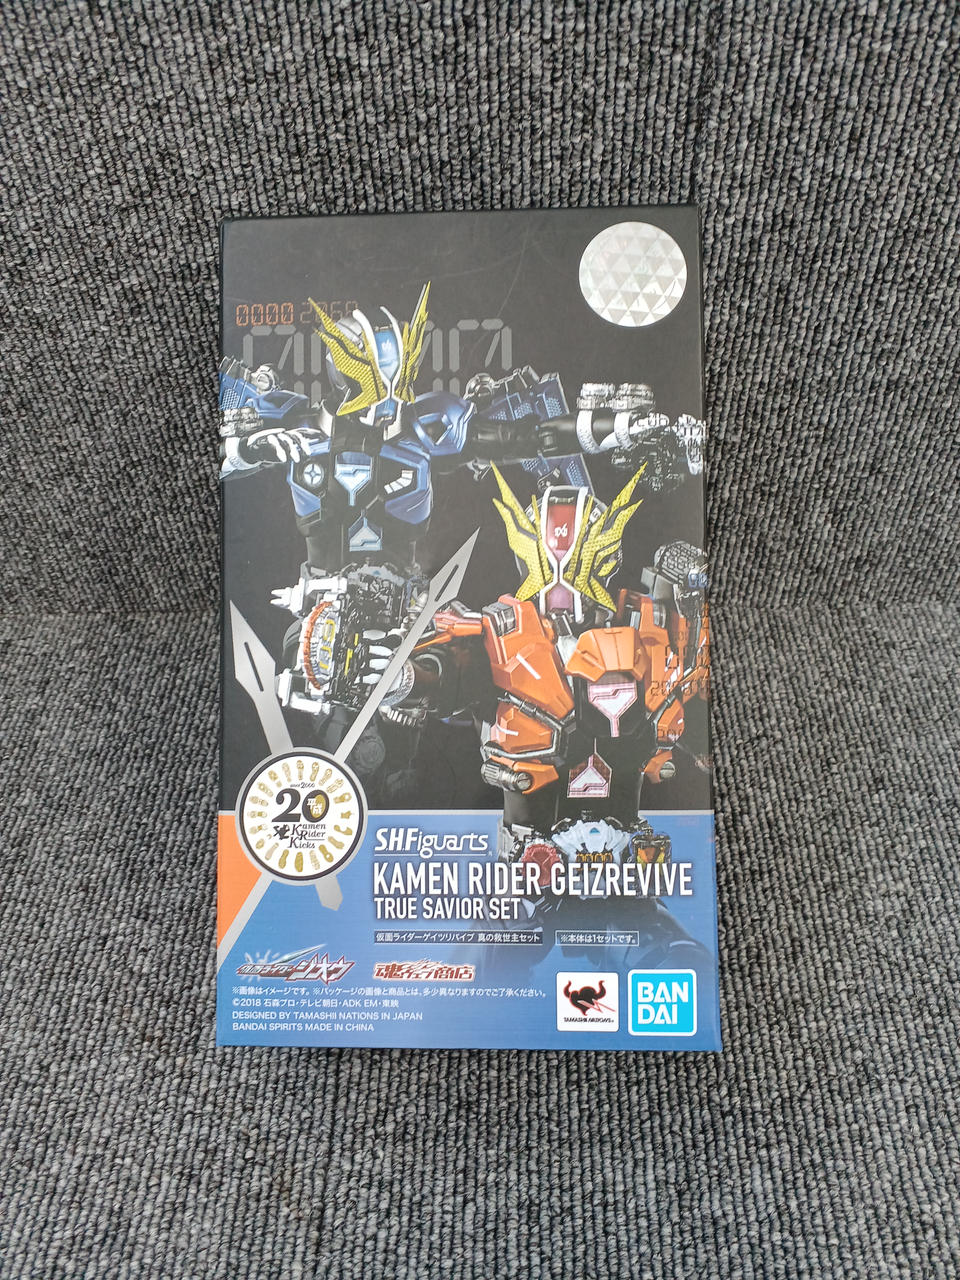 0000 2068
since2000
20
平成
Kamen
Rider
Kicks
S.H.Figuarts
KAMEN RIDER GEIZREVIVE
TRUE SAVIOR SET
仮面ライダーゲイツリバイブ 真の救世主セット
※本体は1セットです。
仮面ライダージオウ
魂ウェブ商店
※画像はイメージです。※パッケージの画像と商品とは、多少異なりますのでご了承ください。
©2018 石森プロ・テレビ朝日・ADK EM・東映
DESIGNED BY TAMASHII NATIONS IN JAPAN
BANDAI SPIRITS MADE IN CHINA
TAMASHII NATIONS
BAN
DAI